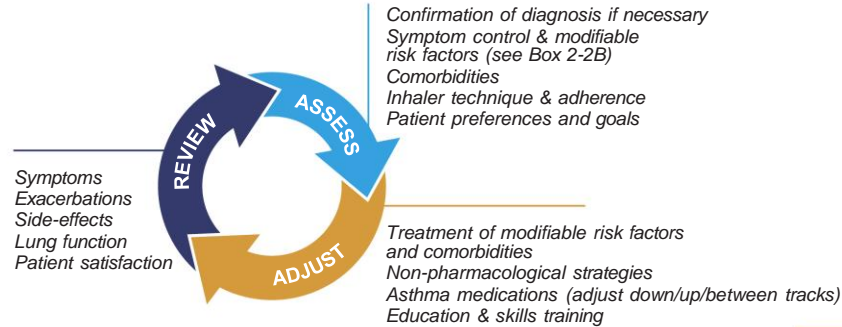 Confirmation of diagnosis if necessary
Symptom control & modifiable
risk factors (see Box 2-2B)
Comorbidities
Inhaler technique & adherence
Patient preferences and goals
ASSESS
REVIEW
Symptoms
Exacerbations
Side-effects
Lung function
Patient satisfaction
ADJUST
Treatment of modifiable risk factors
and comorbidities
Non-pharmacological strategies
Asthma medications (adjust down/up/between tracks)
Education & skills training